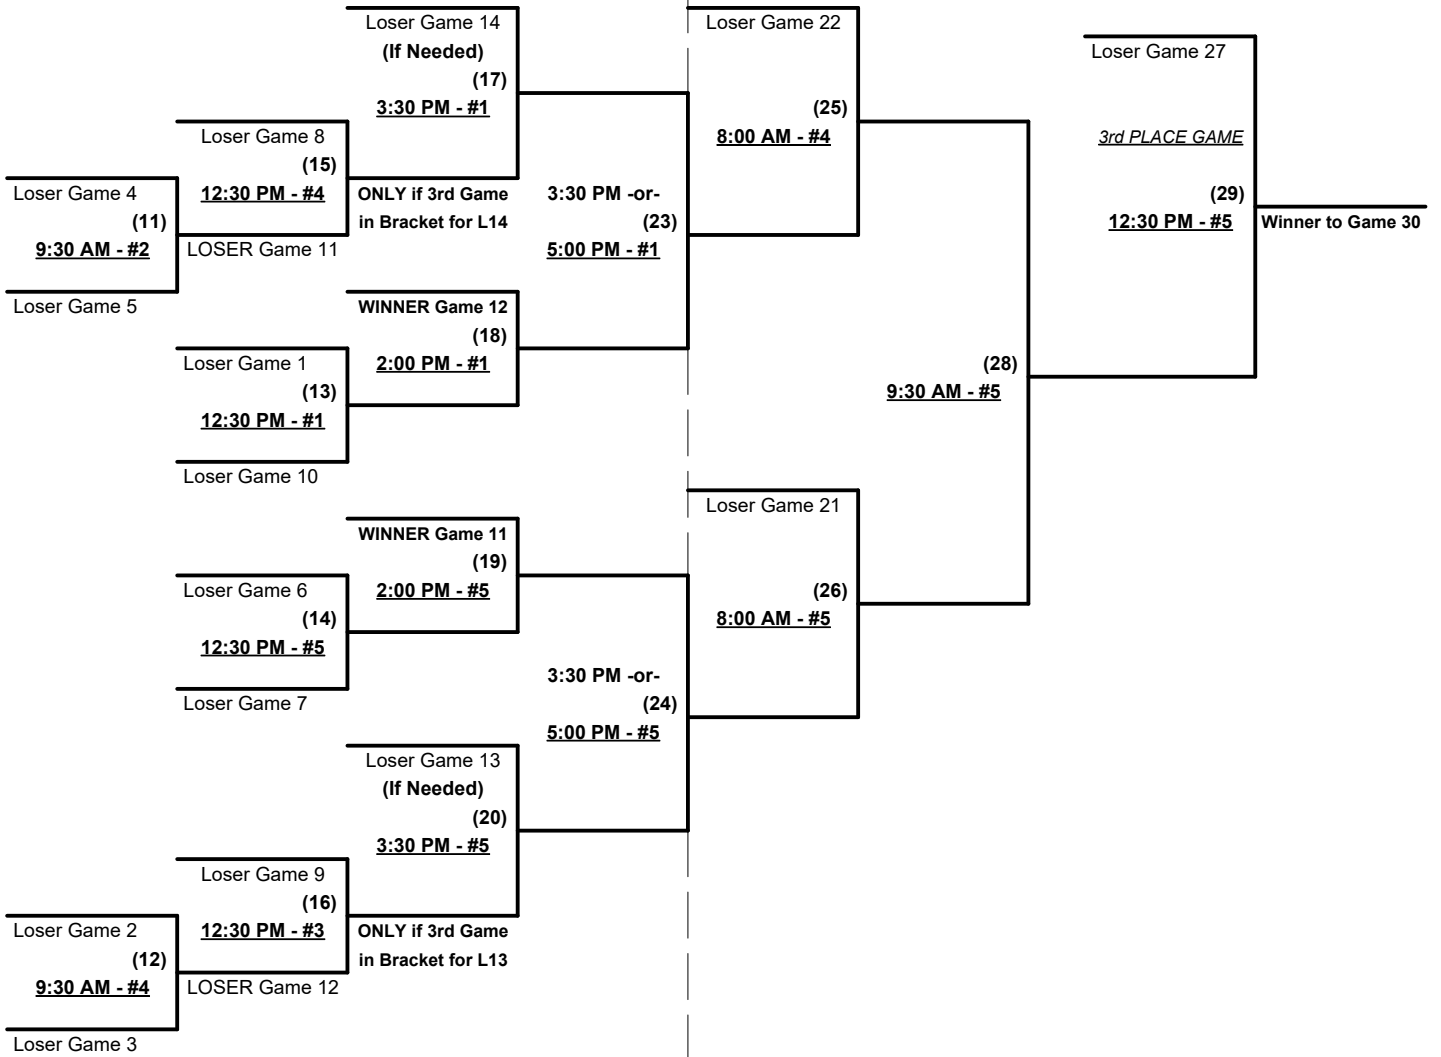 Loser Game 14
(If Needed)
(17)
3:30 PM - #1
Loser Game 8
(15)
12:30 PM - #4
ONLY if 3rd Game
in Bracket for L14
Loser Game 4
(11)
9:30 AM - #2
LOSER Game 11
Loser Game 5
3:30 PM -or-
(23)
5:00 PM - #1
WINNER Game 12
(18)
2:00 PM - #1
Loser Game 1
(13)
12:30 PM - #1
Loser Game 10
WINNER Game 11
(19)
2:00 PM - #5
Loser Game 6
(14)
12:30 PM - #5
Loser Game 7
3:30 PM -or-
(24)
5:00 PM - #5
Loser Game 13
(If Needed)
(20)
3:30 PM - #5
Loser Game 9
(16)
12:30 PM - #3
ONLY if 3rd Game
in Bracket for L13
Loser Game 2
(12)
9:30 AM - #4
LOSER Game 12
Loser Game 3
Loser Game 22
(25)
8:00 AM - #4
Loser Game 21
(26)
8:00 AM - #5
(28)
9:30 AM - #5
Loser Game 27
3rd PLACE GAME
(29)
12:30 PM - #5
Winner to Game 30